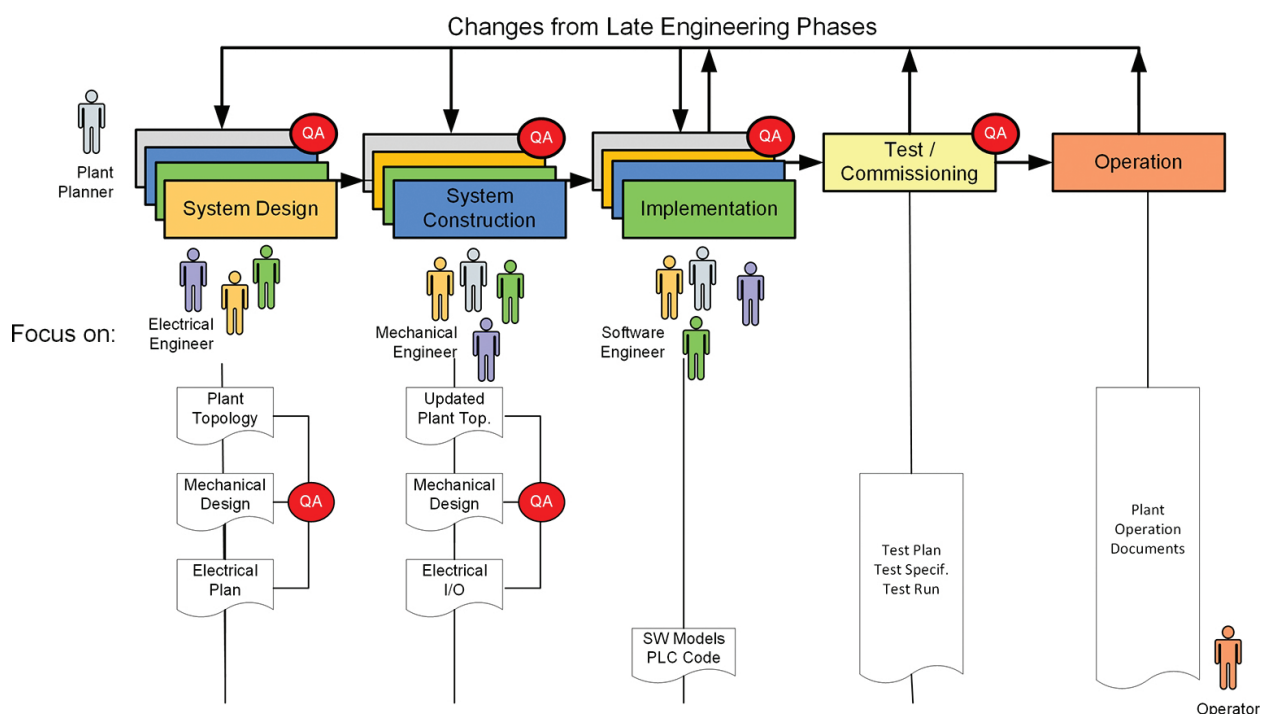 Changes from Late Engineering Phases
Plant
Planner
QA
System Design
QA
System
Construction
QA
Implementation
Test /
Commissioning
QA
Operation
Focus on:
Electrical
Engineer
Mechanical
Engineer
Software
Engineer
Plant
Topology
Mechanical
Design
QA
Electrical
Plan
Updated
Plant Top.
Mechanical
Design
QA
Electrical
I/O
SW Models
PLC Code
Test Plan
Test Specif.
Test Run
Plant
Operation
Documents
Operator